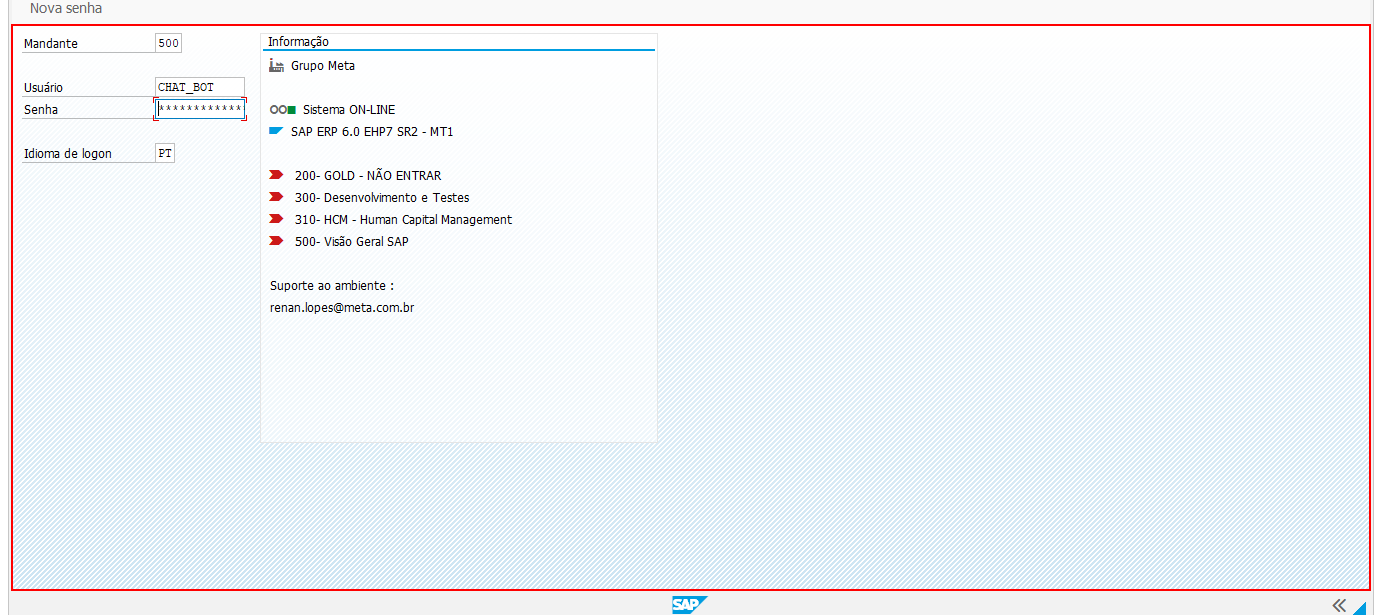 Nova senha
Mandante 500
Usuário CHAT_BOT
Senha ************
Idioma de logon PT
Informação
Grupo Meta
Sistema ON-LINE
SAP ERP 6.0 EHP7 SR2 - MT1
200- GOLD - NÃO ENTRAR
300- Desenvolvimento e Testes
310- HCM - Human Capital Management
500- Visão Geral SAP
Suporte ao ambiente :
renan.lopes@meta.com.br
SAP